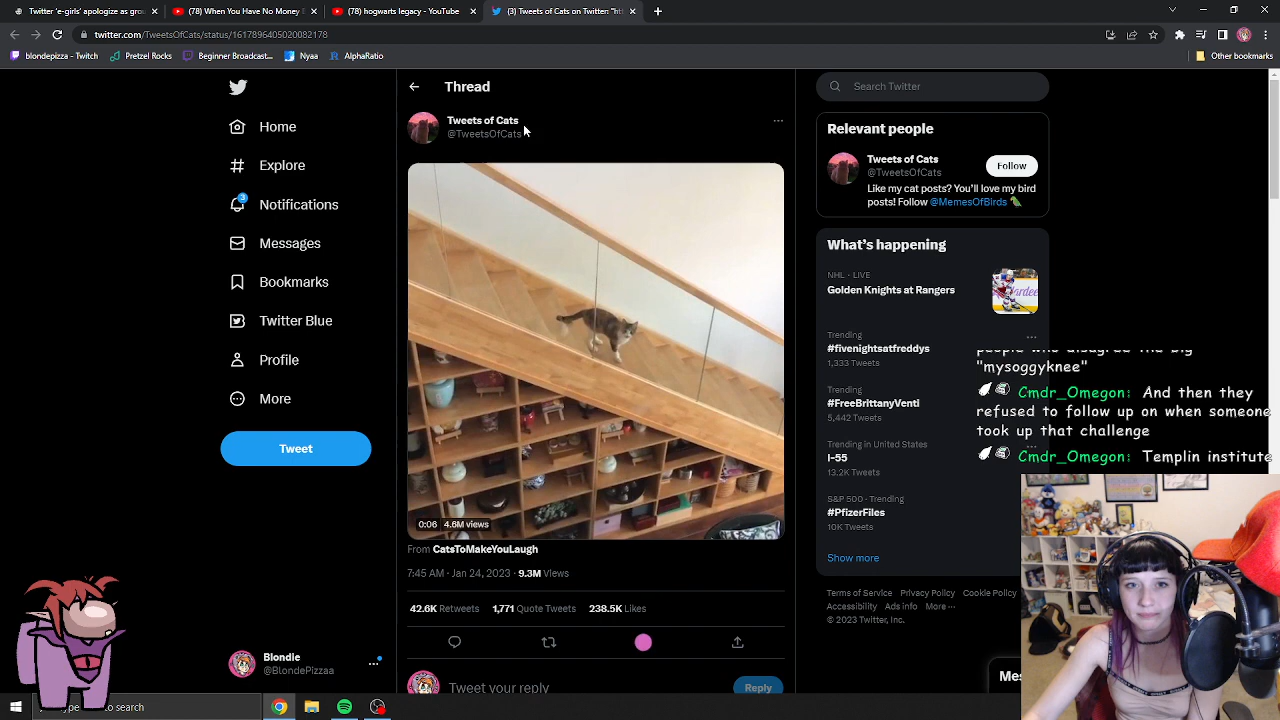 Twitter 'e-girls' apologize as grou
(78) When You Have No Money
(78) hogwarts legacy - YouTube
(3) Tweets of Cats on Twitter: "htt
twitter.com/TweetsOfCats/status/1617896405020082178
blondepizza - Twitch
Pretzel Rocks
Beginner Broadcast...
Nyaa
AlphaRatio
Other bookmarks
Home
Explore
3
Notifications
Messages
Bookmarks
Twitter Blue
Profile
More
Tweet
Blondie
@BlondePizzaa
Thread
Tweets of Cats
@TweetsOfCats
0:06 4.6M views
From CatsToMakeYouLaugh
7:45 AM · Jan 24, 2023 · 9.3M Views
42.6K Retweets 1,771 Quote Tweets 238.5K Likes
Tweet your reply
Reply
Search Twitter
Relevant people
Tweets of Cats
@TweetsOfCats
Follow
Like my cat posts? You'll love my bird
posts! Follow @MemesOfBirds
What's happening
NHL · LIVE
Golden Knights at Rangers
Trending
#fivenightsatfreddys
1,333 Tweets
Trending
#FreeBrittanyVenti
5,442 Tweets
Trending in United States
I-55
13.2K Tweets
S&P 500 · Trending
#PfizerFiles
10K Tweets
Show more
Terms of Service Privacy Policy Cookie Policy
Accessibility Ads info More ···
© 2023 Twitter, Inc.
"mysoggyknee"
Cmdr_Omegon: And then they
refused to follow up on when someone
took up that challenge
Cmdr_Omegon: Templin institute